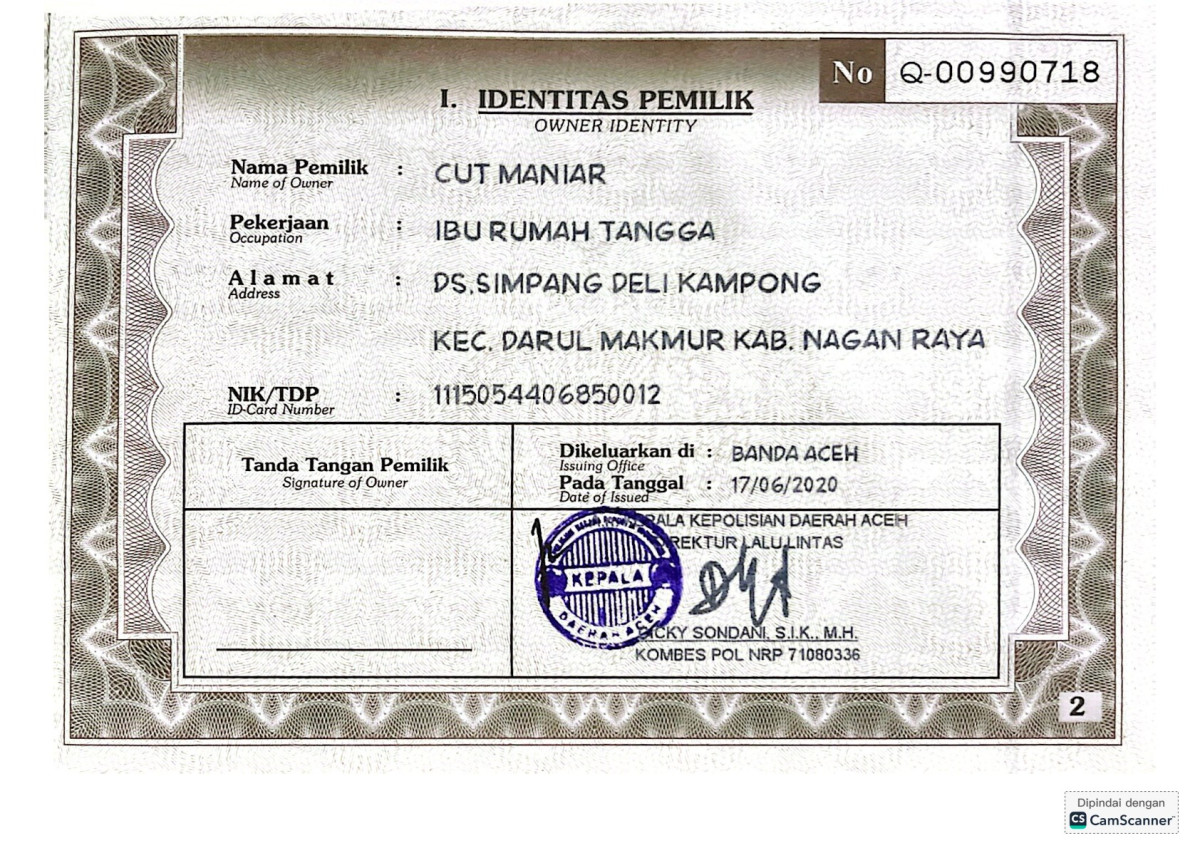 No Q-00990718
I. IDENTITAS PEMILIK
OWNER IDENTITY
Nama Pemilik : CUT MANIAR
Name of Owner
Pekerjaan : IBU RUMAH TANGGA
Occupation
Alamat : DS.SIMPANG DELI KAMPONG
Address
KEC. DARUL MAKMUR KAB. NAGAN RAYA
NIK/TDP : 1115054406850012
ID-Card Number
Tanda Tangan Pemilik
Signature of Owner
Dikeluarkan di : BANDA ACEH
Issuing Office
Pada Tanggal : 17/06/2020
Date of Issued
KEPOLISIAN DAERAH ACEH
LALU LINTAS
KEPALA
DAERAH ACEH
SONDANI, S.I.K., M.H.
KOMBES POL NRP 71080336
2
Dipindai dengan
CS CamScanner